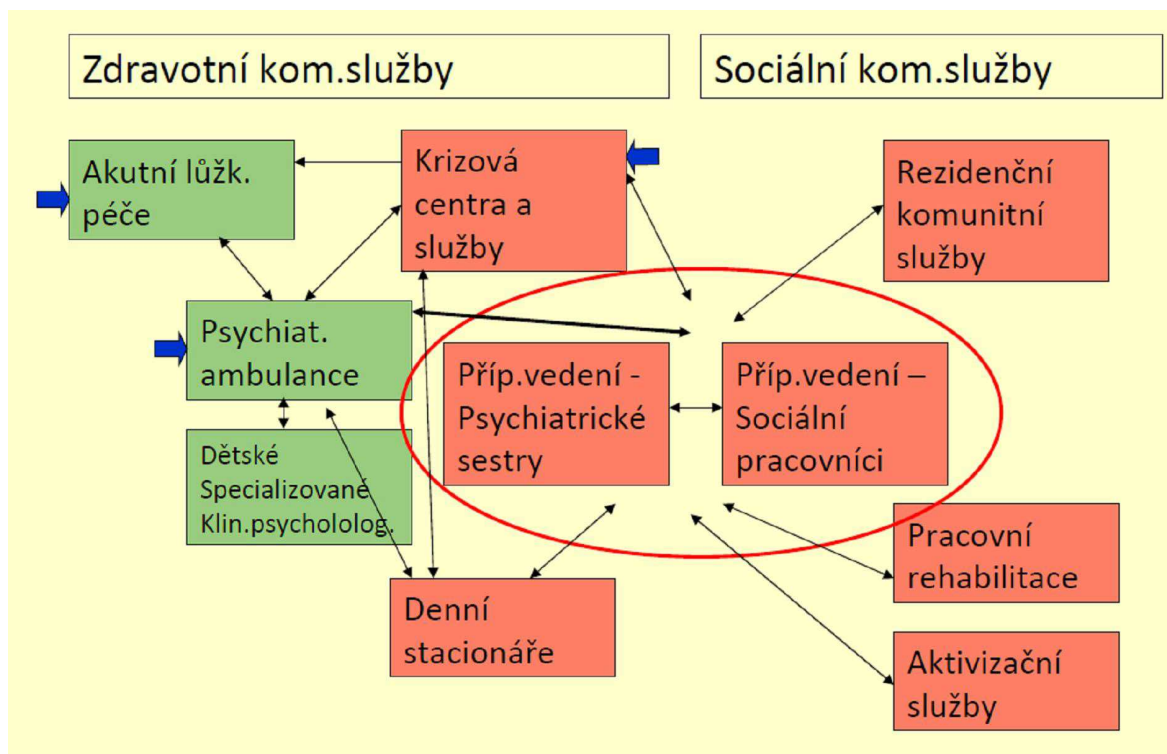 Zdravotní kom.služby
Sociální kom.služby
Akutní lůžk.
péče
Krizová
centra a
služby
Rezidenční
komunitní
služby
Psychiat.
ambulance
Příp.vedení -
Psychiatrické
sestry
Příp.vedení –
Sociální
pracovníci
Dětské
Specializované
Klin.psychololog.
Pracovní
rehabilitace
Denní
stacionáře
Aktivizační
služby